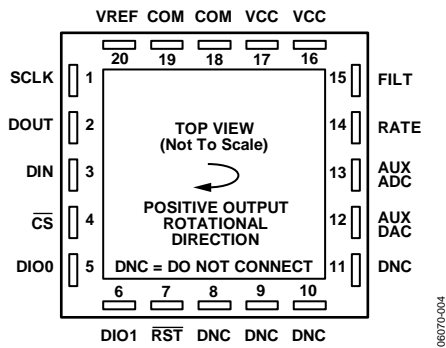 VREF COM COM VCC VCC
20 19 18 17 16
SCLK 1
DOUT 2
DIN 3
CS 4
DIO0 5
15 FILT
14 RATE
13 AUX
ADC
12 AUX
DAC
11 DNC
TOP VIEW
(Not To Scale)
POSITIVE OUTPUT
ROTATIONAL
DIRECTION
DNC = DO NOT CONNECT
6 7 8 9 10
DIO1 RST DNC DNC DNC
06070-004